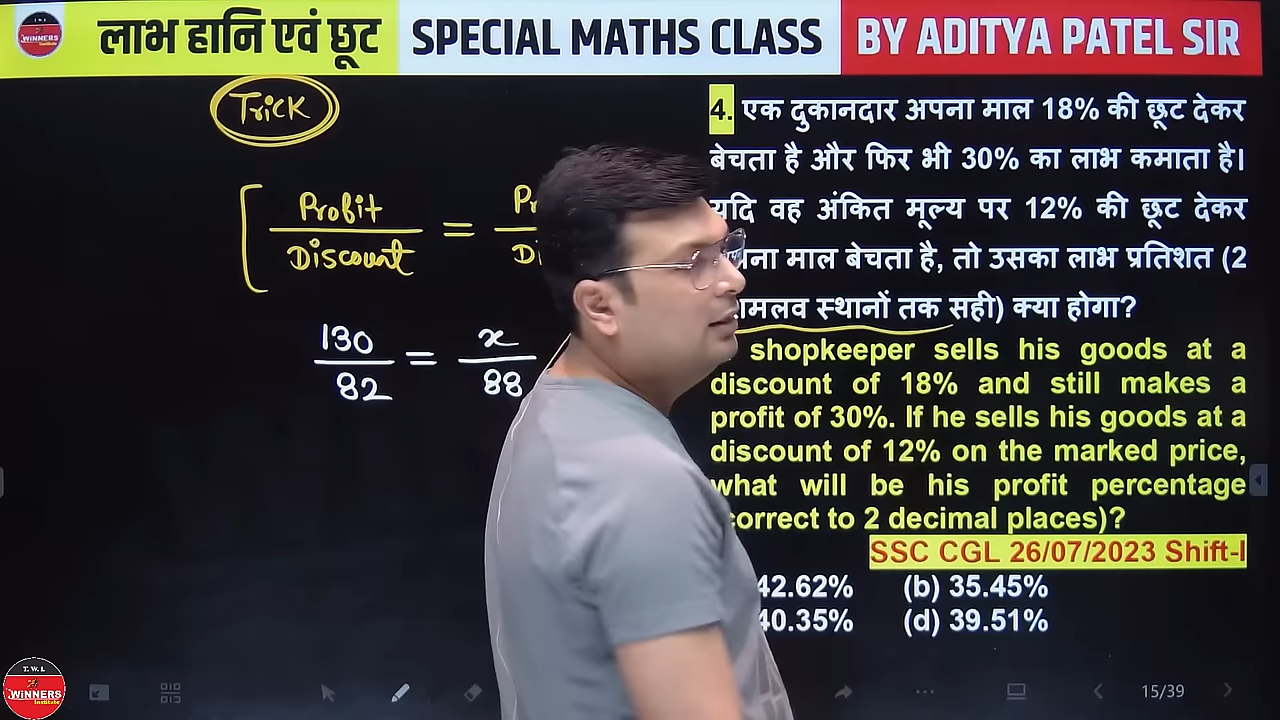 लाभ हानि एवं छूट SPECIAL MATHS CLASS BY ADITYA PATEL SIR
T.W.I.
WiNNERS
Institute
Trick
Profit
Discount
=
130
82
=
x
88
4. एक दुकानदार अपना माल 18% की छूट देकर
बेचता है और फिर भी 30% का लाभ कमाता है।
यदि वह अंकित मूल्य पर 12% की छूट देकर
माल बेचता है, तो उसका लाभ प्रतिशत (2
स्थानों तक सही) क्या होगा?
shopkeeper sells his goods at a
discount of 18% and still makes a
profit of 30%. If he sells his goods at a
discount of 12% on the marked price,
what will be his profit percentage
correct to 2 decimal places)?
SSC CGL 26/07/2023 Shift-I
42.62% (b) 35.45%
40.35% (d) 39.51%
T.W.I.
WiNNERS
Institute
15/39